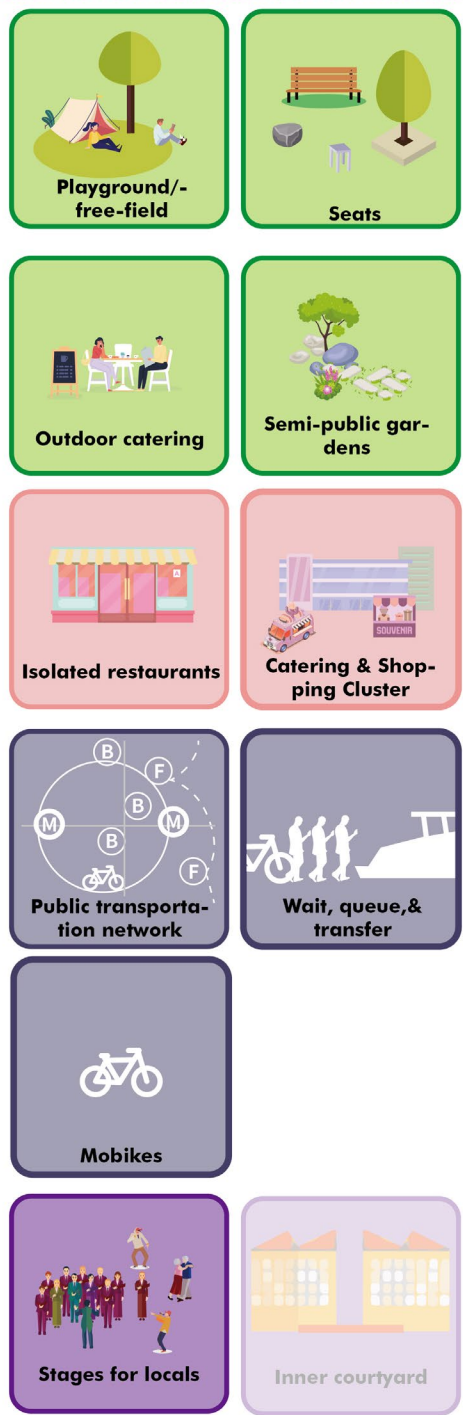 Playground/-
free-field
Seats
Outdoor catering
Semi-public gar-
dens
Isolated restaurants
SOUVENIR
Catering & Shop-
ping Cluster
B
F
B
M
M
B
F
Public transporta-
tion network
Wait, queue,&
transfer
Mobikes
Stages for locals
Inner courtyard